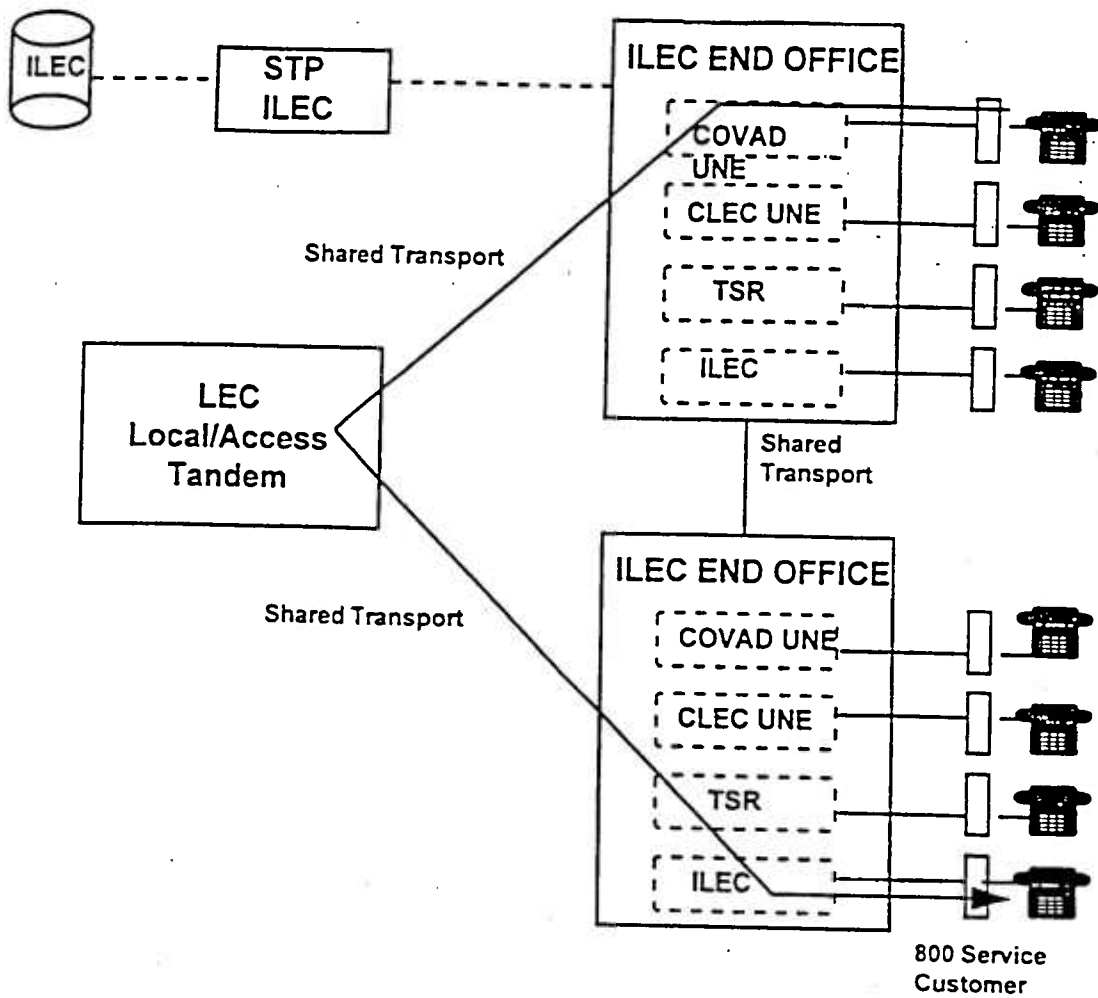 ILEC
STP
ILEC
ILEC END OFFICE
COVAD
UNE
CLEC UNE
TSR
ILEC
Shared Transport
LEC
Local/Access
Tandem
Shared
Transport
ILEC END OFFICE
Shared Transport
COVAD UNE
CLEC UNE
TSR
ILEC
800 Service
Customer